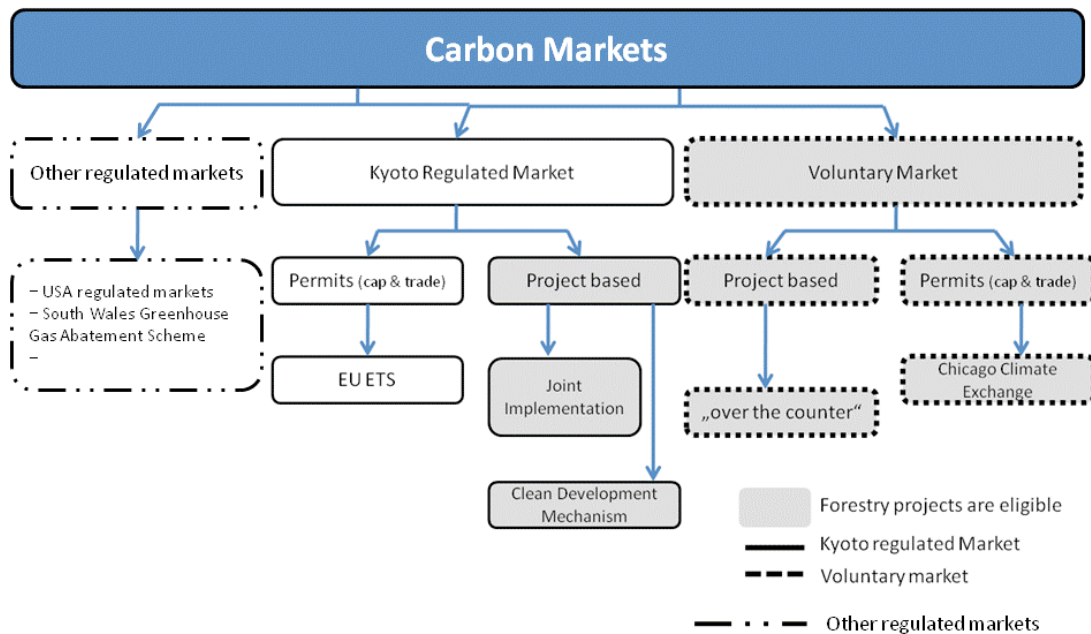 Carbon Markets
Other regulated markets
Kyoto Regulated Market
Voluntary Market
– USA regulated markets
– South Wales Greenhouse
Gas Abatement Scheme
–
Permits (cap & trade)
Project based
Project based
Permits (cap & trade)
EU ETS
Joint
Implementation
„over the counter“
Chicago Climate
Exchange
Clean Development
Mechanism
Forestry projects are eligible
Kyoto regulated Market
Voluntary market
Other regulated markets